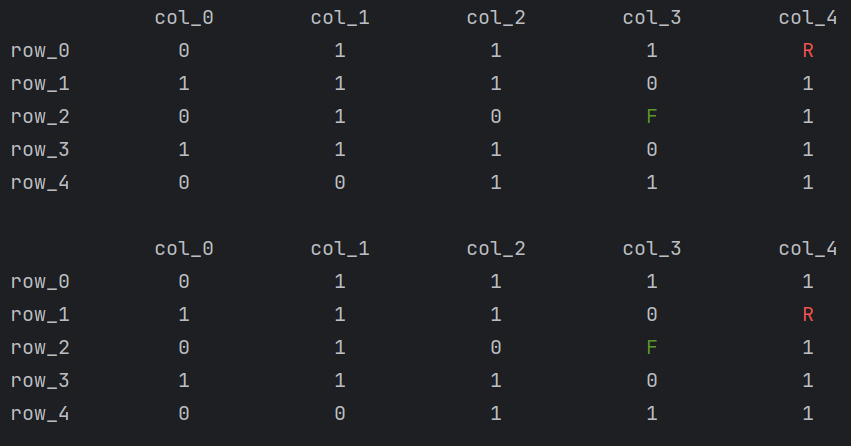 col_0 col_1 col_2 col_3 col_4
row_0 0 1 1 1 R
row_1 1 1 1 0 1
row_2 0 1 0 F 1
row_3 1 1 1 0 1
row_4 0 0 1 1 1
col_0 col_1 col_2 col_3 col_4
row_0 0 1 1 1 1
row_1 1 1 1 0 R
row_2 0 1 0 F 1
row_3 1 1 1 0 1
row_4 0 0 1 1 1